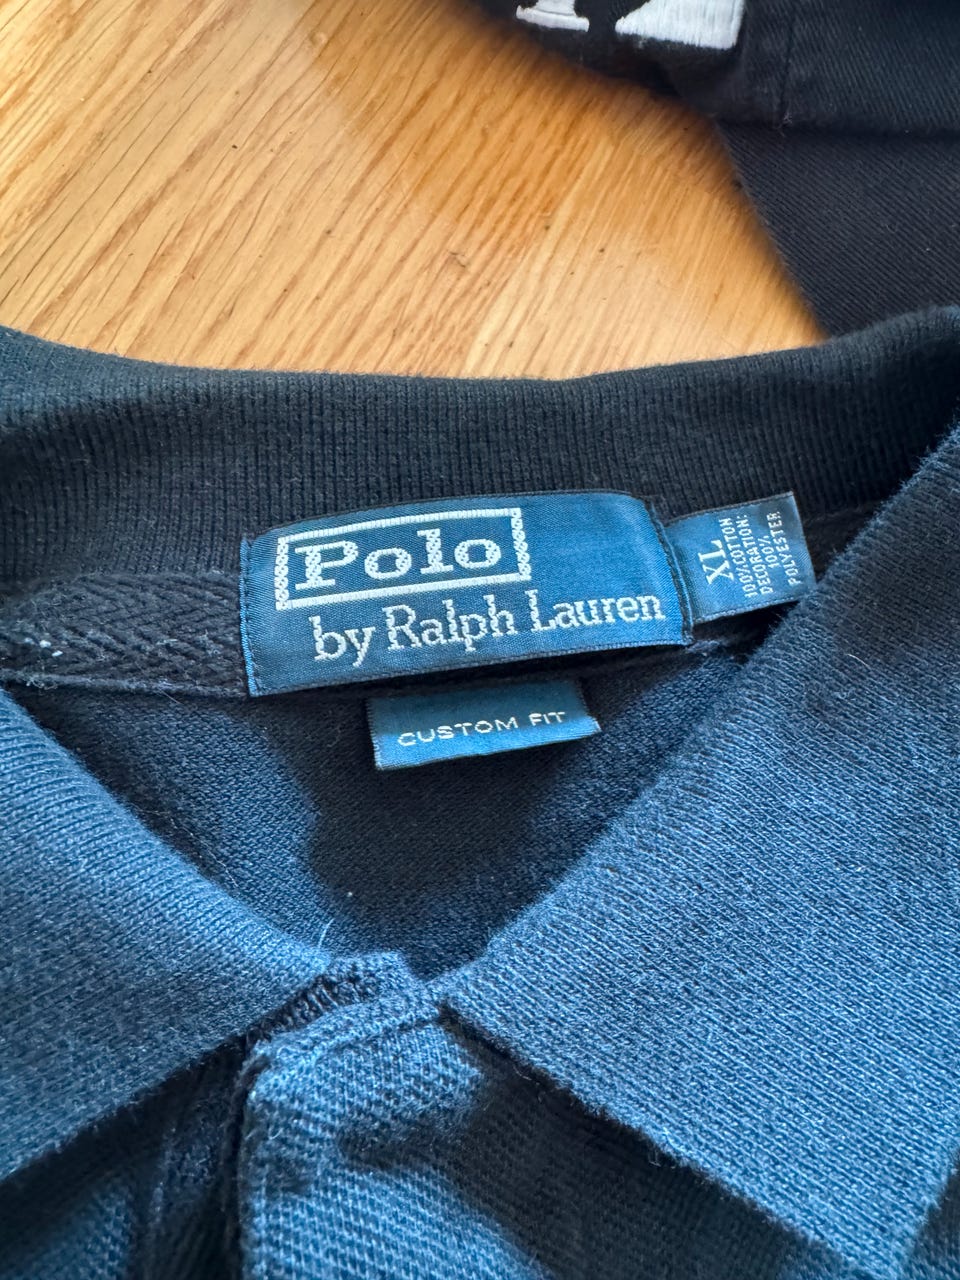 Polo
by Ralph Lauren
CUSTOM FIT
XL
100% COTTON
DECORATION:
100%
POLYESTER